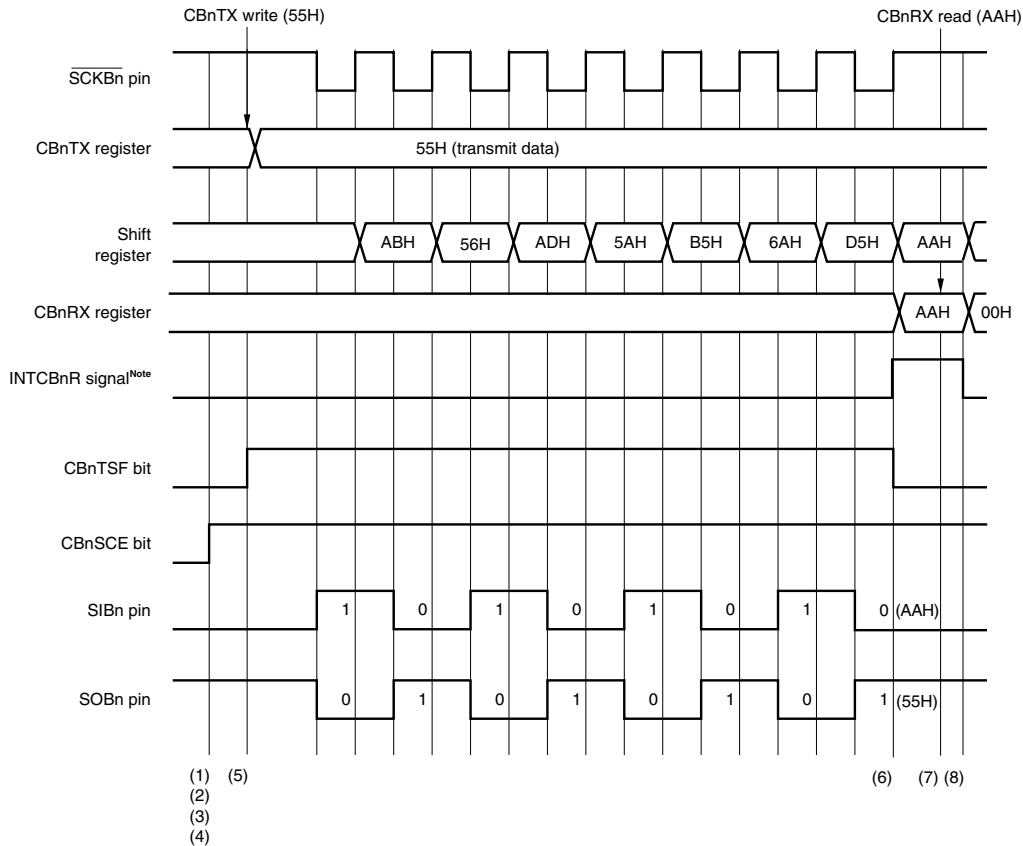 CBnTX write (55H)
CBnRX read (AAH)
SCKBn pin
CBnTX register
55H (transmit data)
Shift
register
ABH
56H
ADH
5AH
B5H
6AH
D5H
AAH
CBnRX register
AAH
00H
INTCBnR signalNote
CBnTSF bit
CBnSCE bit
SIBn pin
1 0 1 0 1 0 1 0 (AAH)
SOBn pin
0 1 0 1 0 1 0 1 (55H)
(1) (5) (6) (7) (8)
(2)
(3)
(4)